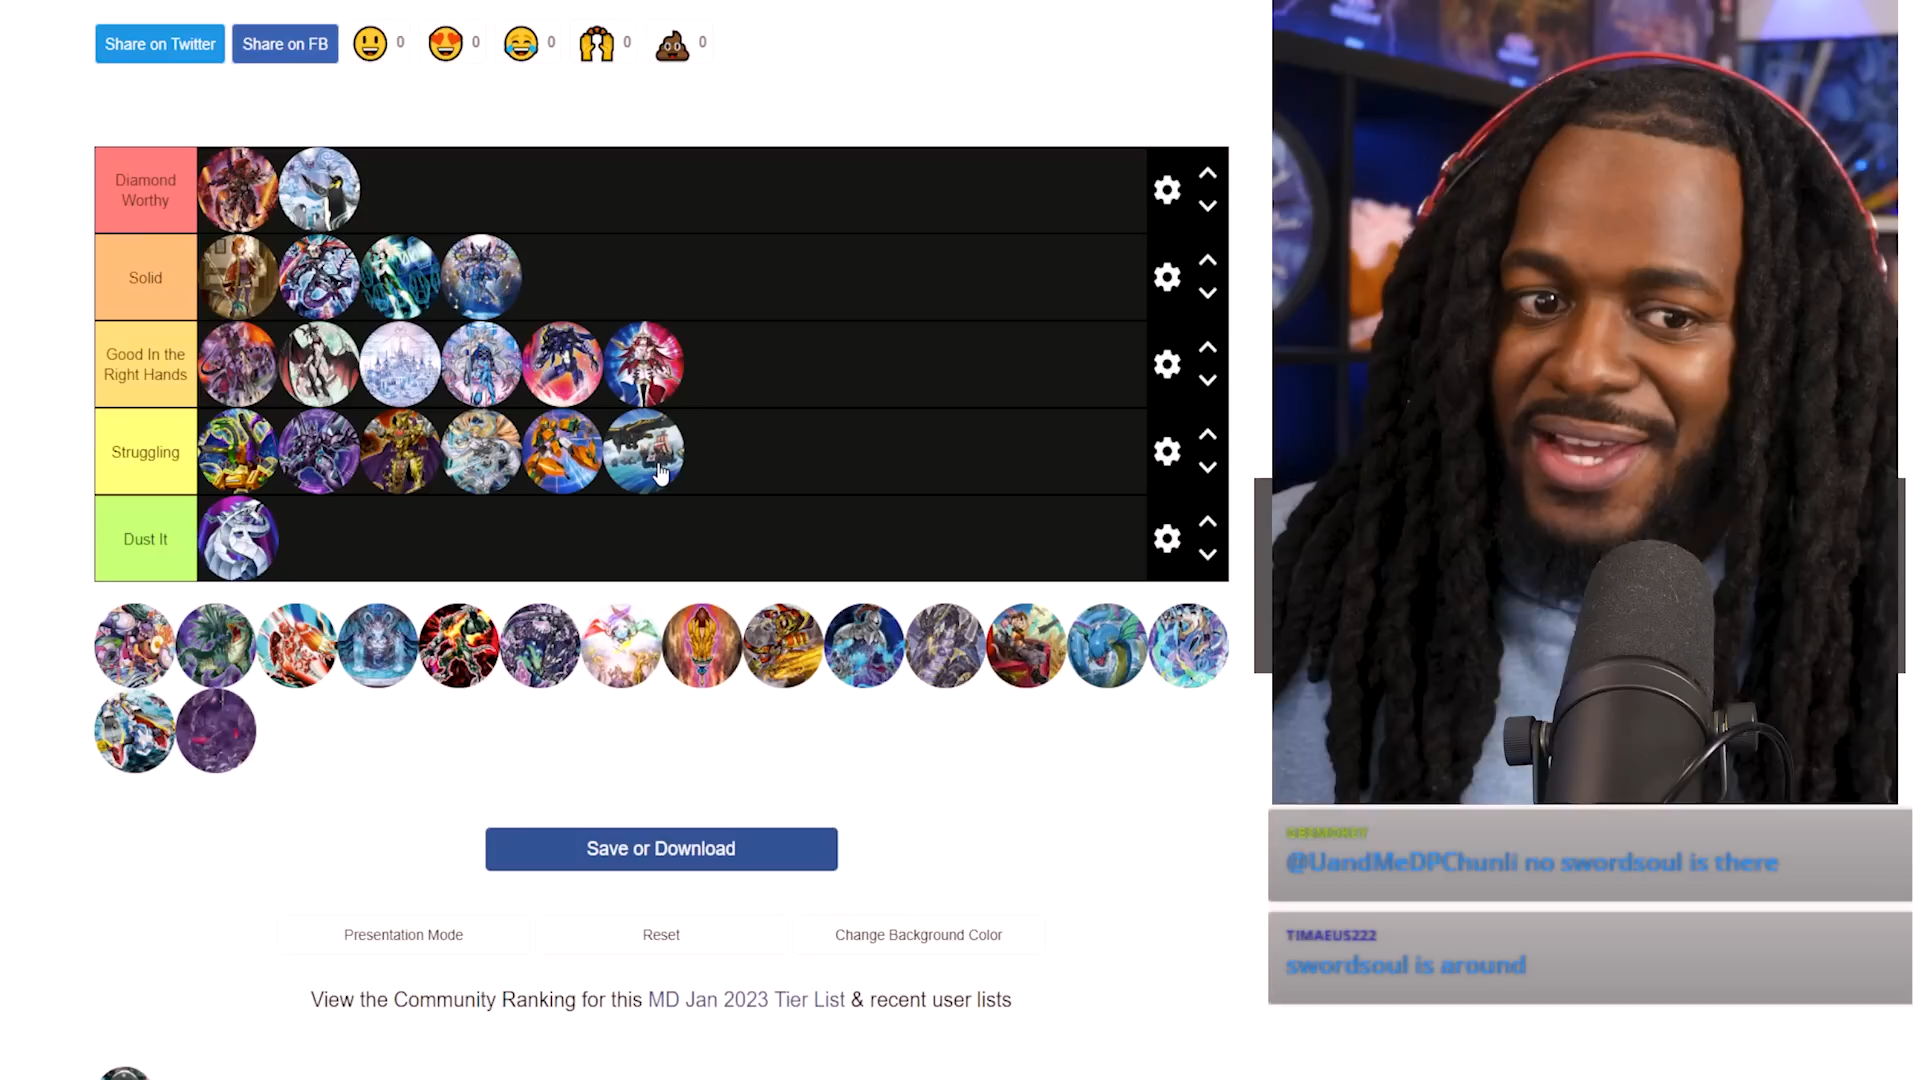 Share on Twitter
Share on FB
0
0
0
0
0
Diamond
Worthy
Solid
Good In the
Right Hands
Struggling
Dust It
Save or Download
Presentation Mode
Reset
Change Background Color
View the Community Ranking for this MD Jan 2023 Tier List & recent user lists
@UandMeDPChunli no swordsoul is there
TIMAEUS222
swordsoul is around